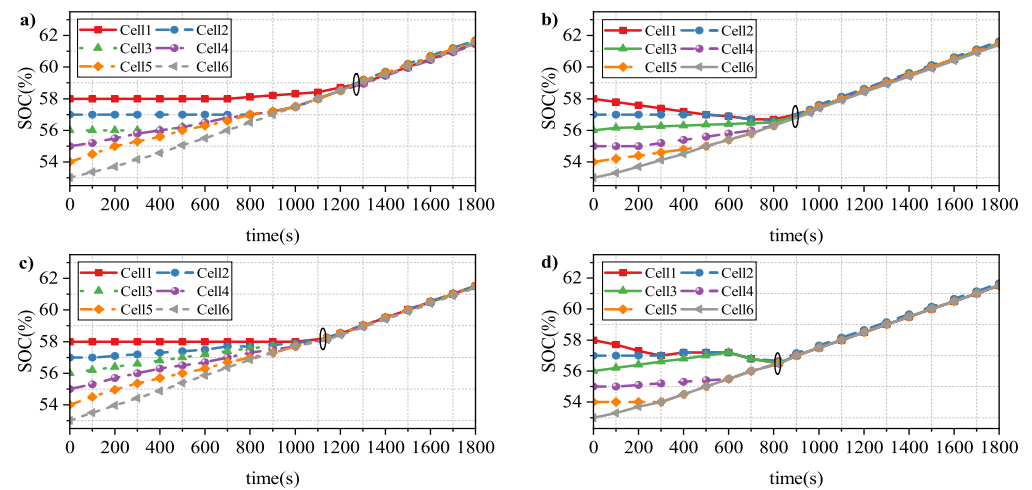 a)
Cell1 Cell2
Cell3 Cell4
Cell5 Cell6
SOC(%)
62
60
58
56
54
0 200 400 600 800 1000 1200 1400 1600 1800
time(s)
b)
Cell1 Cell2
Cell3 Cell4
Cell5 Cell6
SOC(%)
62
60
58
56
54
0 200 400 600 800 1000 1200 1400 1600 1800
time(s)
c)
Cell1 Cell2
Cell3 Cell4
Cell5 Cell6
SOC(%)
62
60
58
56
54
0 200 400 600 800 1000 1200 1400 1600 1800
time(s)
d)
Cell1 Cell2
Cell3 Cell4
Cell5 Cell6
SOC(%)
62
60
58
56
54
0 200 400 600 800 1000 1200 1400 1600 1800
time(s)